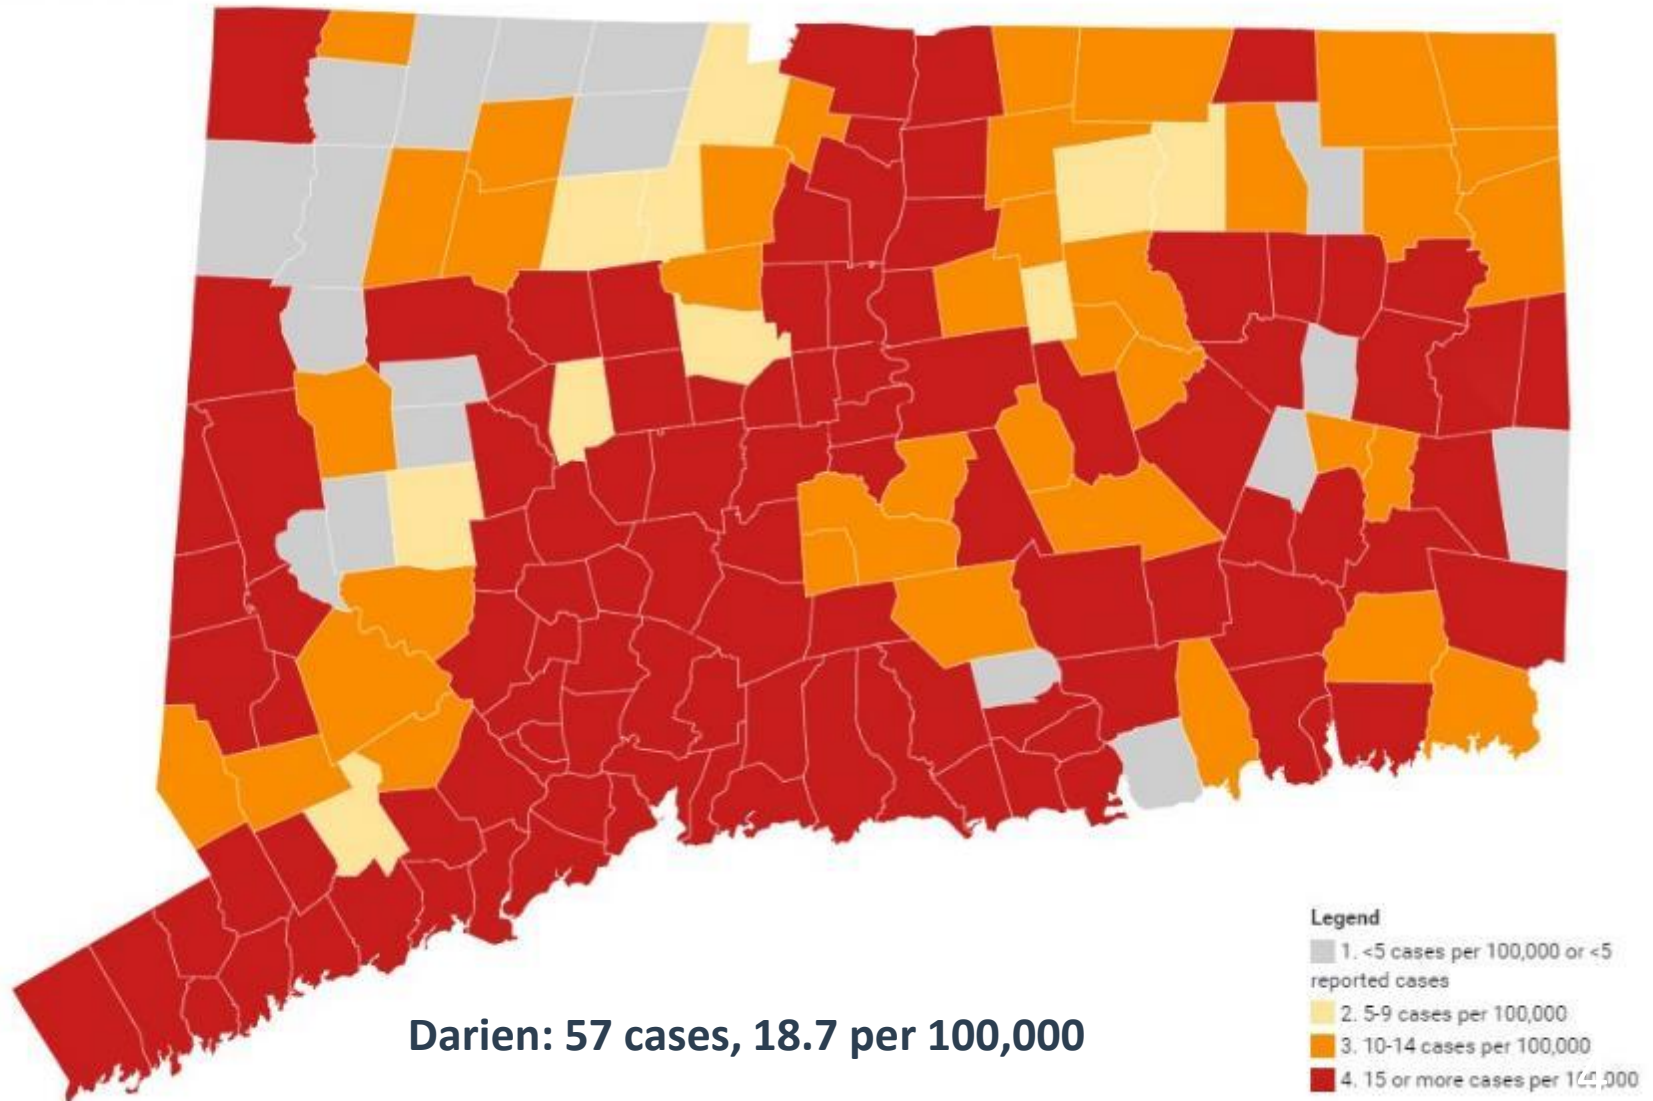 Darien: 57 cases, 18.7 per 100,000
Legend
1. <5 cases per 100,000 or <5
reported cases
2. 5-9 cases per 100,000
3. 10-14 cases per 100,000
4. 15 or more cases per 100,000